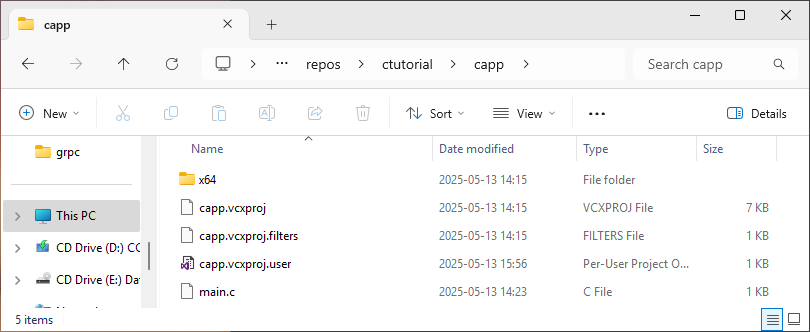 capp
repos ctutorial capp Search capp
New Sort View Details
grpc
This PC
CD Drive (D:) CC
CD Drive (E:) Dat
Name Date modified Type Size
x64 2025-05-13 14:15 File folder
capp.vcxproj 2025-05-13 14:15 VCXPROJ File 7 KB
capp.vcxproj.filters 2025-05-13 14:15 FILTERS File 1 KB
capp.vcxproj.user 2025-05-13 15:56 Per-User Project O... 1 KB
main.c 2025-05-13 14:23 C File 1 KB
5 items